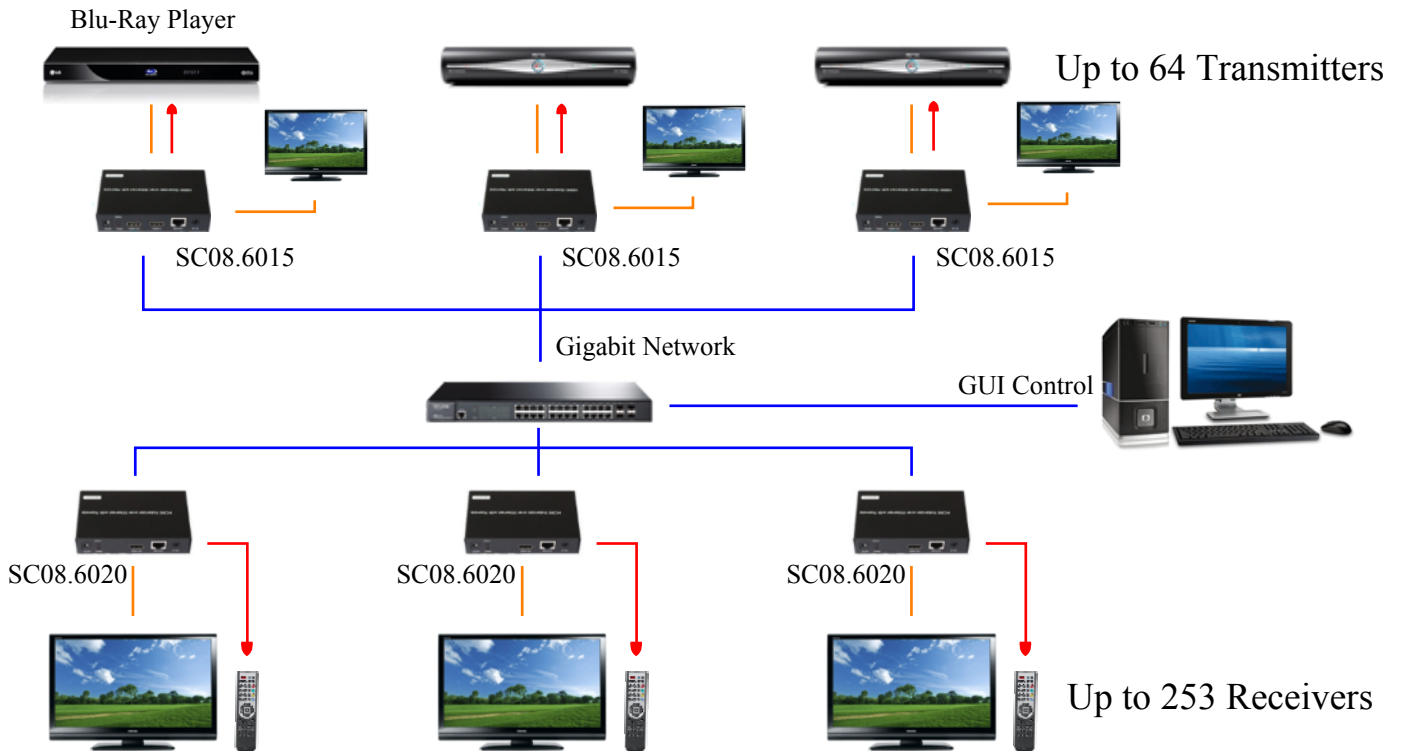 Blu-Ray Player
Up to 64 Transmitters
SC08.6015
SC08.6015
SC08.6015
Gigabit Network
GUI Control
SC08.6020
SC08.6020
SC08.6020
Up to 253 Receivers